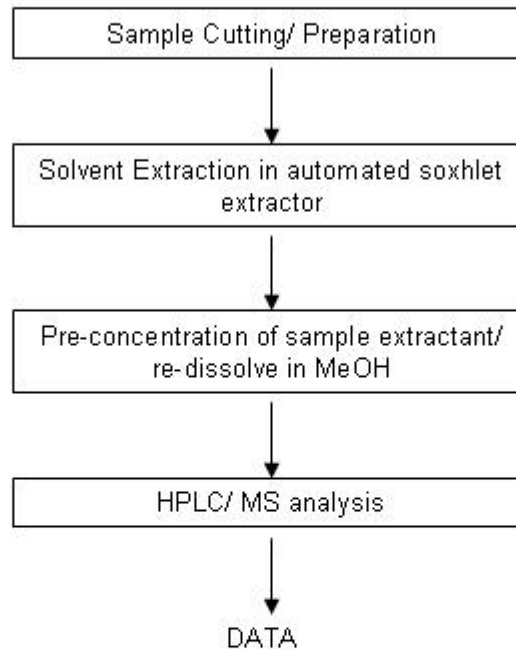 Sample Cutting/ Preparation
Solvent Extraction in automated soxhlet
extractor
Pre-concentration of sample extractant/
re-dissolve in MeOH
HPLC/ MS analysis
DATA